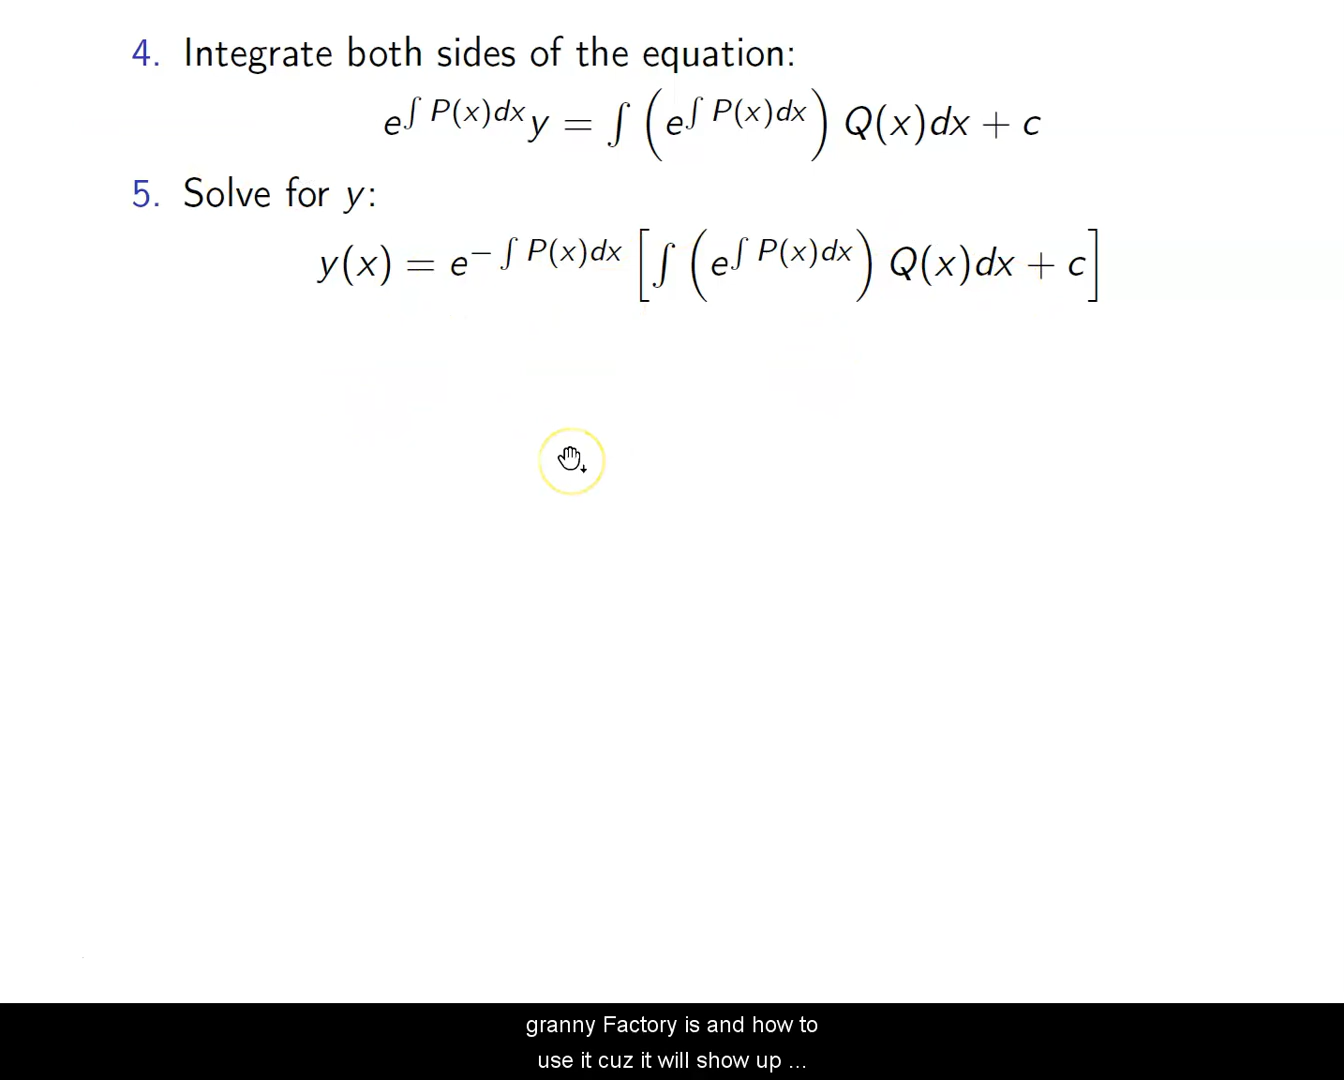 4. Integrate both sides of the equation:
e^{∫ P(x)dx} y = ∫ (e^{∫ P(x)dx}) Q(x)dx + c
5. Solve for y:
y(x) = e^{− ∫ P(x)dx} [∫ (e^{∫ P(x)dx}) Q(x)dx + c]
granny Factory is and how to
use it cuz it will show up ...